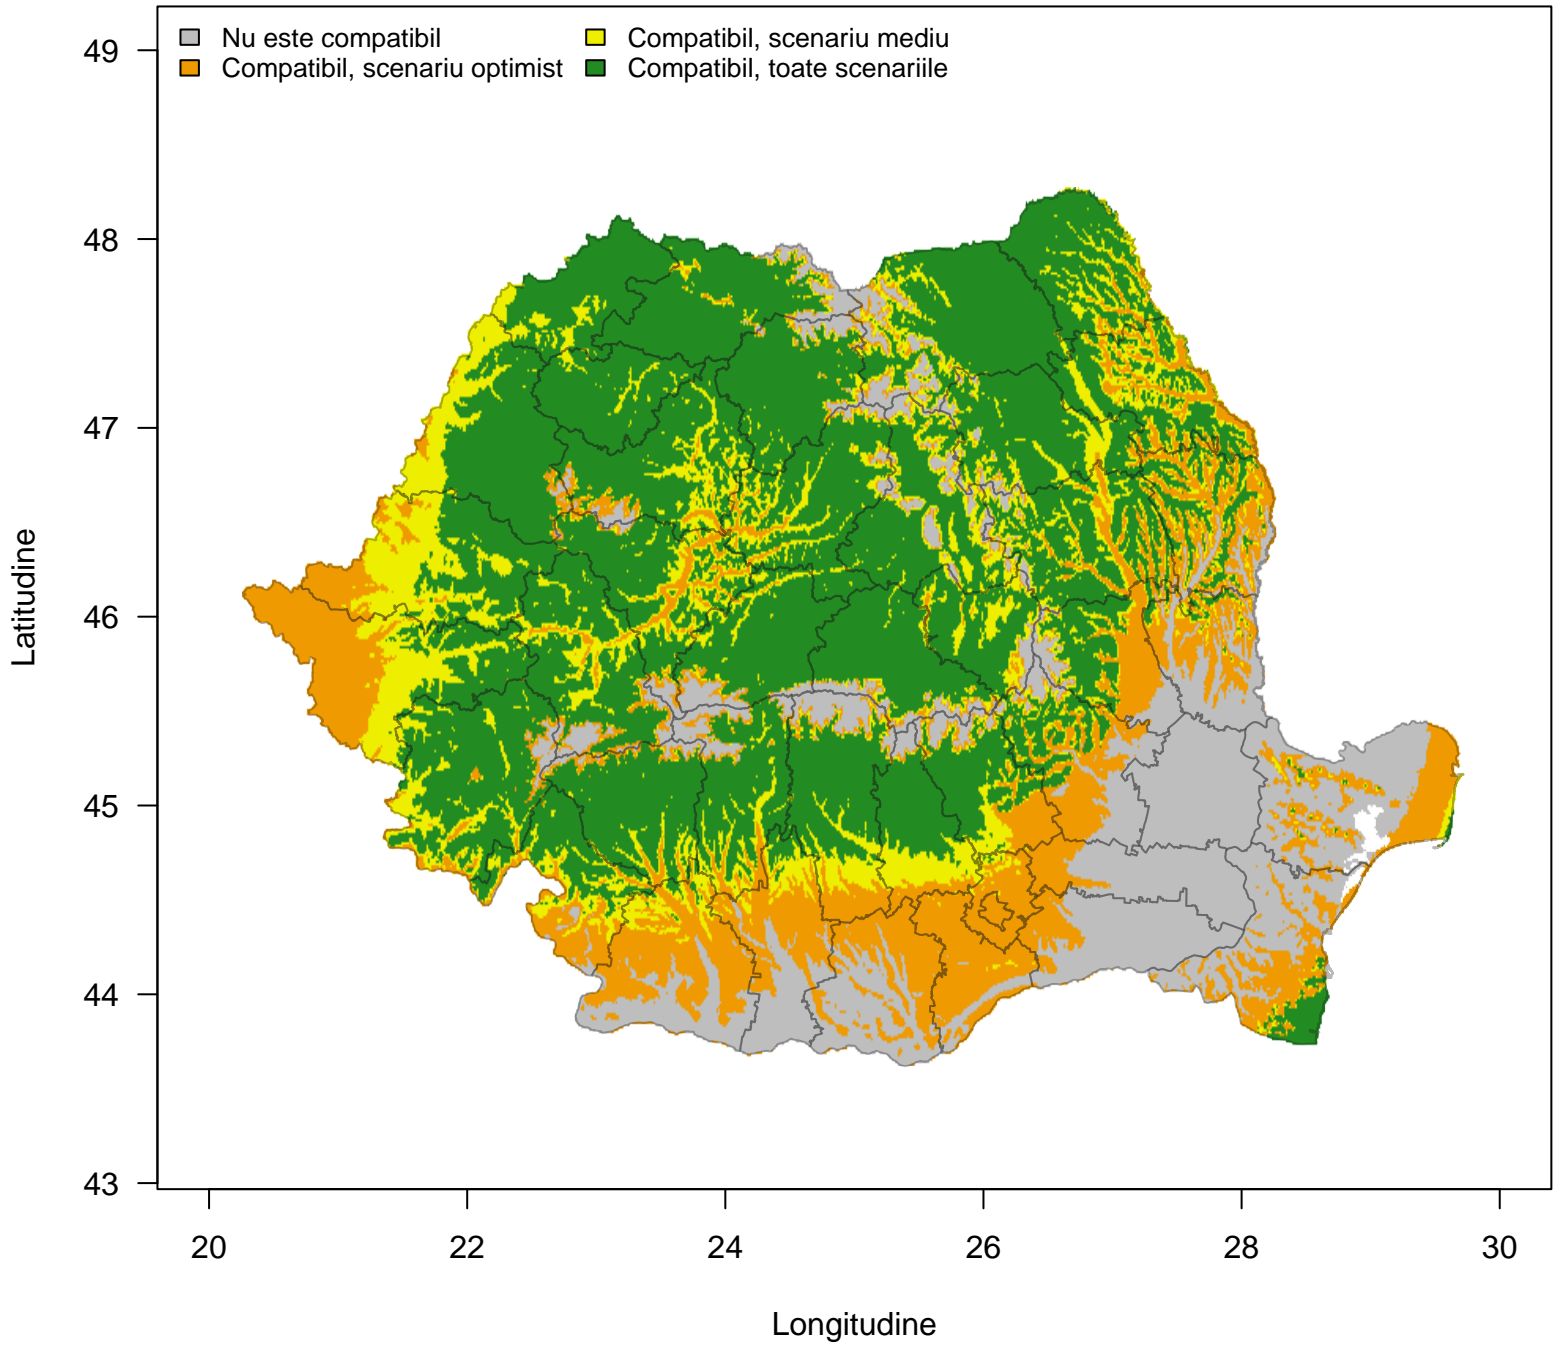 Nu este compatibil
Compatibil, scenariu optimist
Compatibil, scenariu mediu
Compatibil, toate scenariile
49
48
47
46
45
44
43
Latitudine
20 22 24 26 28 30
Longitudine